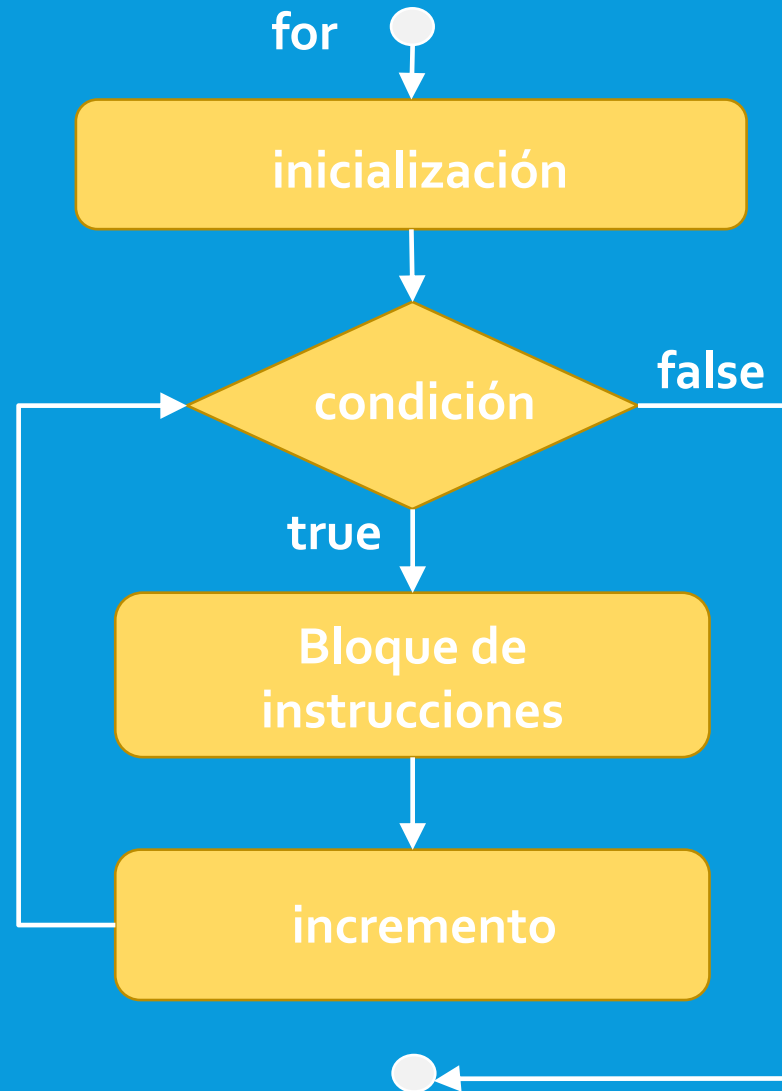 for
inicialización
condición
false
true
Bloque de
instrucciones
incremento